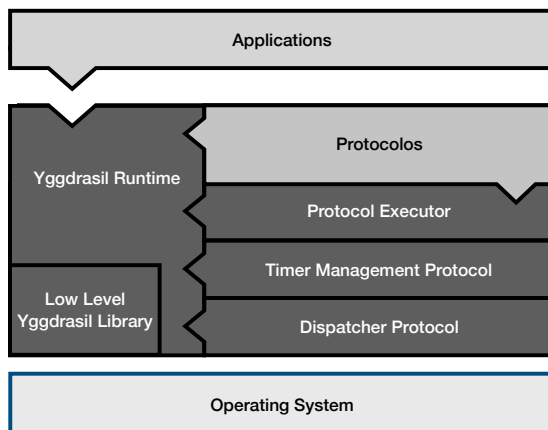 Applications
Yggdrasil Runtime
Protocolos
Protocol Executor
Timer Management Protocol
Low Level
Yggdrasil Library
Dispatcher Protocol
Operating System